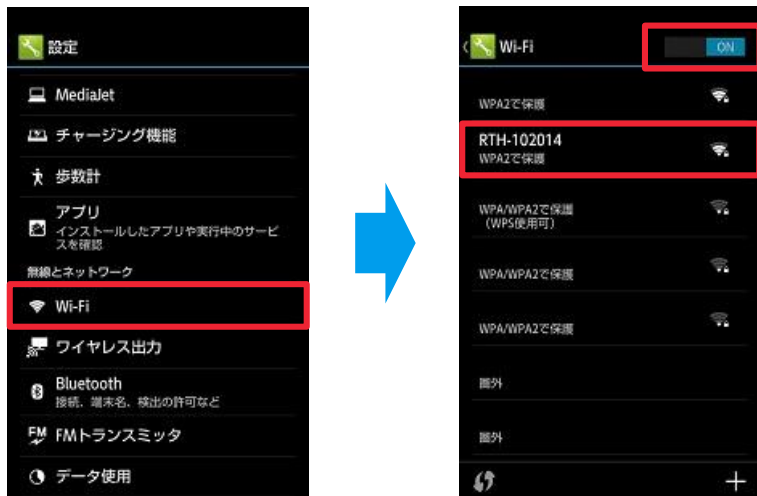 設定
MediaJet
チャージング機能
歩数計
アプリ
インストールしたアプリや実行中のサービ
スを確認
無線とネットワーク
Wi-Fi
ワイヤレス出力
Bluetooth
接続、端末名、検出の許可など
FM
FMトランスミッタ
データ使用
Wi-Fi
ON
WPA2で保護
RTH-102014
WPA2で保護
WPA/WPA2で保護
（WPS使用可）
WPA/WPA2で保護
WPA/WPA2で保護
圏外
圏外